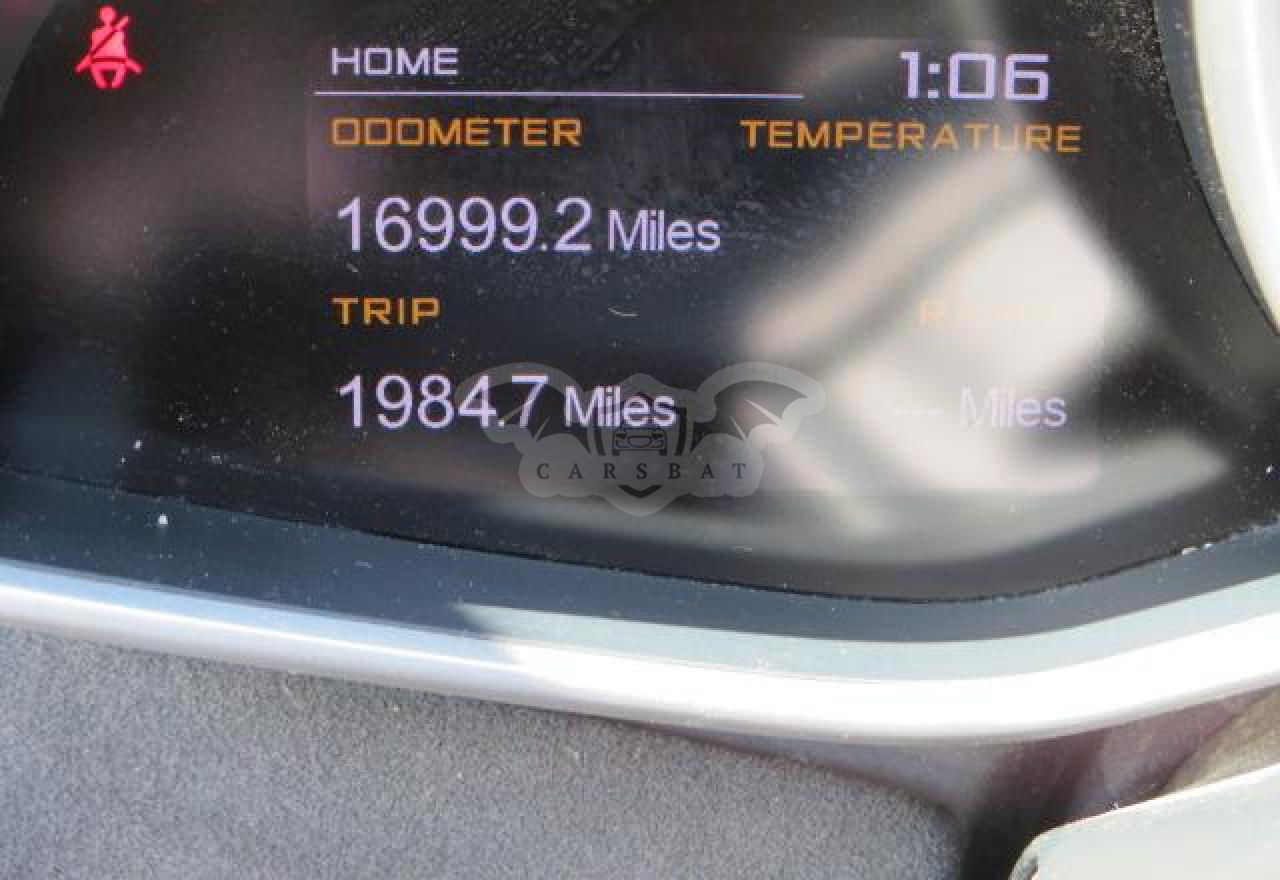 HOME 1:06
ODOMETER TEMPERATURE
16999.2 Miles
TRIP
1984.7 Miles --- Miles
CARSBAT